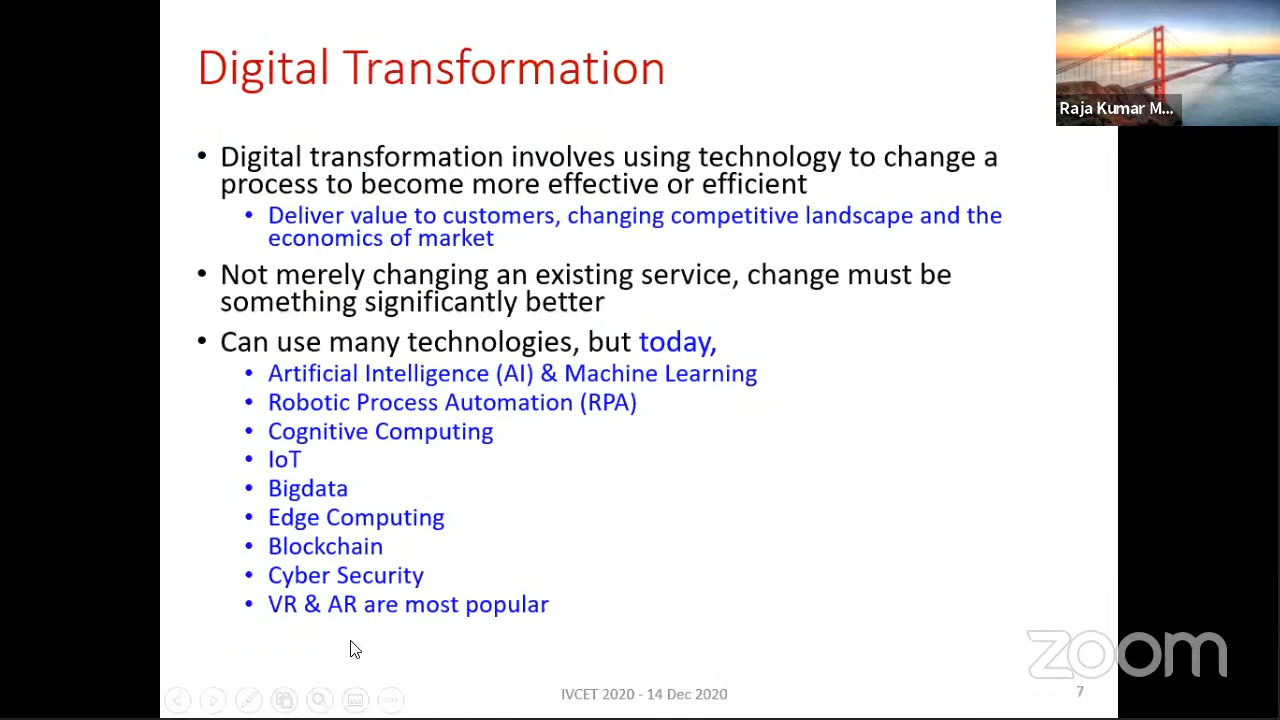 Digital Transformation
Raja Kumar M...
• Digital transformation involves using technology to change a
process to become more effective or efficient
• Deliver value to customers, changing competitive landscape and the
economics of market
• Not merely changing an existing service, change must be
something significantly better
• Can use many technologies, but today,
• Artificial Intelligence (AI) & Machine Learning
• Robotic Process Automation (RPA)
• Cognitive Computing
• IoT
• Bigdata
• Edge Computing
• Blockchain
• Cyber Security
• VR & AR are most popular
zoom
IVCET 2020 - 14 Dec 2020
7